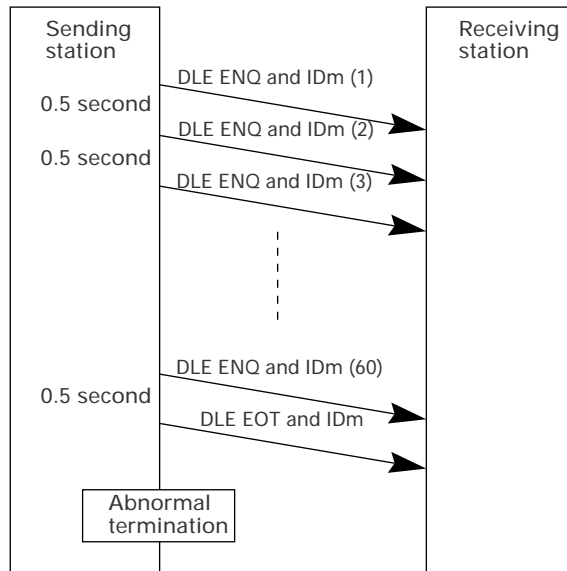 Sending
station
Receiving
station
DLE ENQ and IDm (1)
0.5 second
DLE ENQ and IDm (2)
0.5 second
DLE ENQ and IDm (3)
DLE ENQ and IDm (60)
0.5 second
DLE EOT and IDm
Abnormal
termination